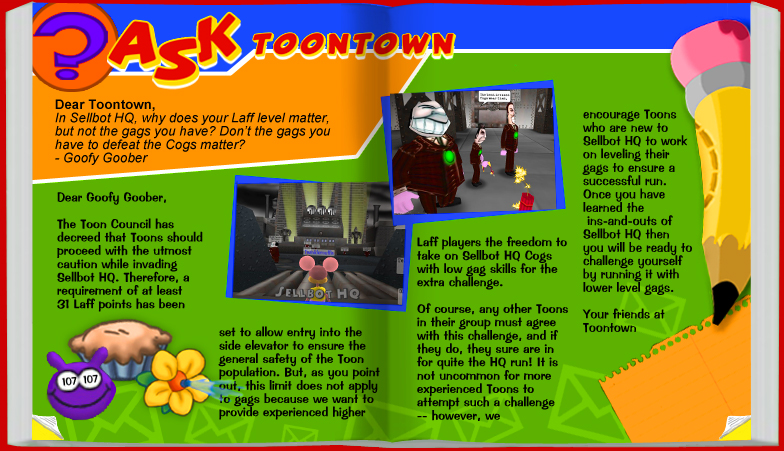 ASK TOONTOWN
Dear Toontown,
In Sellbot HQ, why does your Laff level matter,
but not the gags you have? Don't the gags you
have to defeat the Cogs matter?
- Goofy Goober
Dear Goofy Goober,
The Toon Council has
decreed that Toons should
proceed with the utmost
caution while invading
Sellbot HQ. Therefore, a
requirement of at least
31 Laff points has been
SELLBOT HQ
107 107
set to allow entry into the
side elevator to ensure the
general safety of the Toon
population. But, as you point
out, this limit does not apply
to gags because we want to
provide experienced higher
Laff players the freedom to
take on Sellbot HQ Cogs
with low gag skills for the
extra challenge.
Of course, any other Toons
in their group must agree
with this challenge, and if
they do, they sure are in
for quite the HQ run! It is
not uncommon for more
experienced Toons to
attempt such a challenge
-- however, we
encourage Toons
who are new to
Sellbot HQ to work
on leveling their
gags to ensure a
successful run.
Once you have
learned the
ins-and-outs of
Sellbot HQ then
you will be ready to
challenge yourself
by running it with
lower level gags.
Your friends at
Toontown